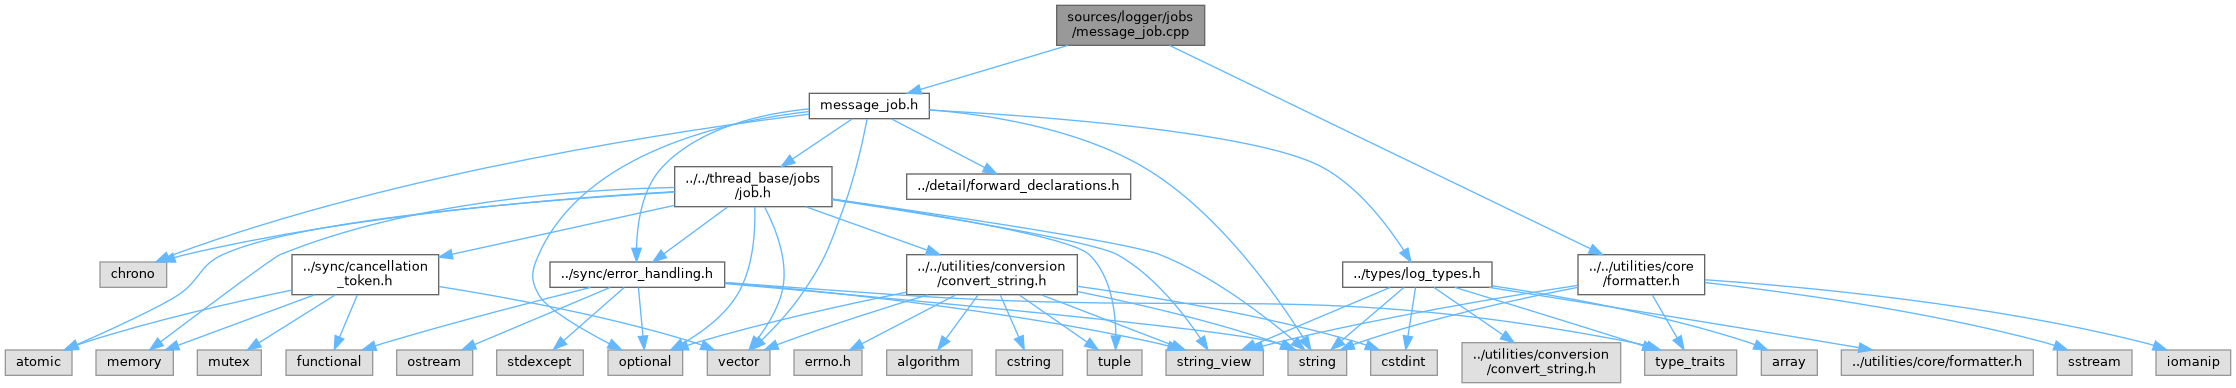 sources/logger/jobs
/message_job.cpp
message_job.h
../../thread_base/jobs
/job.h
../detail/forward_declarations.h
chrono
../sync/cancellation
_token.h
../sync/error_handling.h
../../utilities/conversion
/convert_string.h
../types/log_types.h
../../utilities/core
/formatter.h
atomic
memory
mutex
functional
ostream
stdexcept
optional
vector
errno.h
algorithm
cstring
tuple
string_view
string
cstdint
../utilities/conversion
/convert_string.h
type_traits
array
../utilities/core/formatter.h
sstream
iomanip